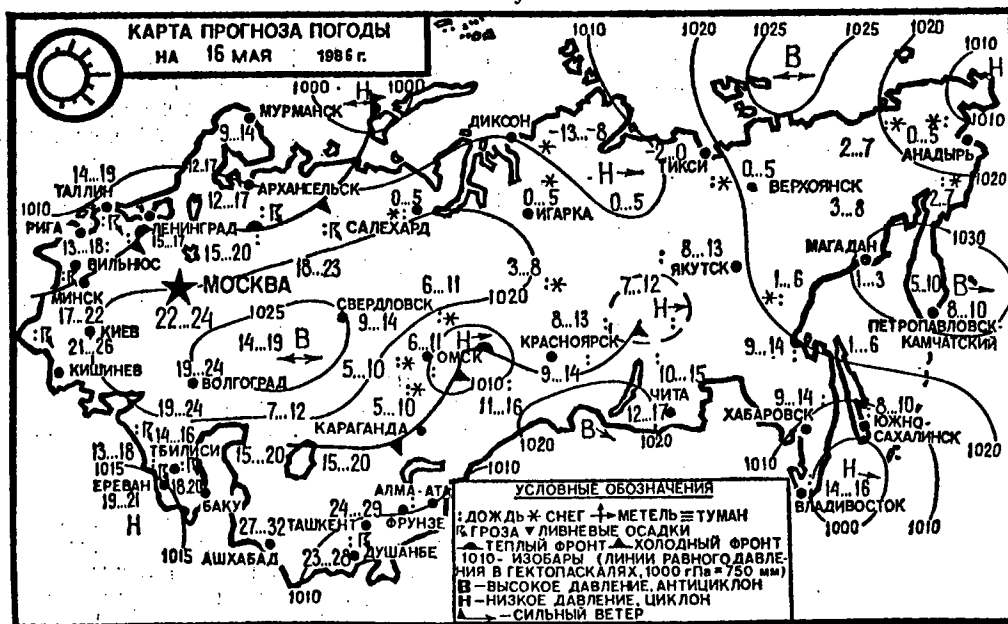 КАРТА ПРОГНОЗА ПОГОДЫ
НА 16 МАЯ 1986 г.
1010
1020
1025
1025
1020
1020
1010
В
Н
1010
1000
Н
1000
МУРМАНСК
9...14
ДИКСОН
-13...-8
ТИКСИ
0...5
АНАДЫРЬ
2...7
0...5
ВЕРХОЯНСК
1020
14...19
ТАЛЛИН
12.17
АРХАНГЕЛЬСК
12...17
0...5
САЛЕХАРД
0...5
ИГАРКА
Н
0...5
3...8
2...7
1010
РИГА
ЛЕНИНГРАД
15...17
15...20
13...18
ВИЛЬНЮС
МИНСК
МОСКВА
22...24
18...23
3...8
6...11
1020
7...12
Н
8...13
ЯКУТСК
1...6
МАГАДАН
1...3
1030
5..10
В
8...10
ПЕТРОПАВЛОВСК-
КАМЧАТСКИЙ
17...22
КИЕВ
21...26
КИШИНЕВ
1025
СВЕРДЛОВСК
9...14
14...19
В
19...24
ВОЛГОГРАД
Н
6...11
ОМСК
1010
8...13
КРАСНОЯРСК
9...14
9...14
1...6
1020
5...10
5...10
7...12
КАРАГАНДА
11...16
10...15
ЧИТА
12...17
1020
В
1020
9...14
ХАБАРОВСК
8...10
ЮЖНО-
САХАЛИНСК
19...24
14...16
ТБИЛИСИ
13...18
1015
ЕРЕВАН
19...21
Н
18.20
БАКУ
15...20
15...20
1010
1010
Н
14...16
ВЛАДИВОСТОК
1000
1010
АЛМА-АТА
24...29
ТАШКЕНТ
ФРУНЗЕ
27...32
АШХАБАД
23...28
ДУШАНБЕ
1015
1010
УСЛОВНЫЕ ОБОЗНАЧЕНИЯ
ДОЖДЬ СНЕГ МЕТЕЛЬ ТУМАН
ГРОЗА ЛИВНЕВЫЕ ОСАДКИ
ТЕПЛЫЙ ФРОНТ ХОЛОДНЫЙ ФРОНТ
1010 - ИЗОБАРЫ (ЛИНИИ РАВНОГО ДАВЛЕ-
НИЯ В ГЕКТОПАСКАЛЯХ, 1000 гПа = 750 мм)
В - ВЫСОКОЕ ДАВЛЕНИЕ, АНТИЦИКЛОН
Н - НИЗКОЕ ДАВЛЕНИЕ, ЦИКЛОН
- СИЛЬНЫЙ ВЕТЕР